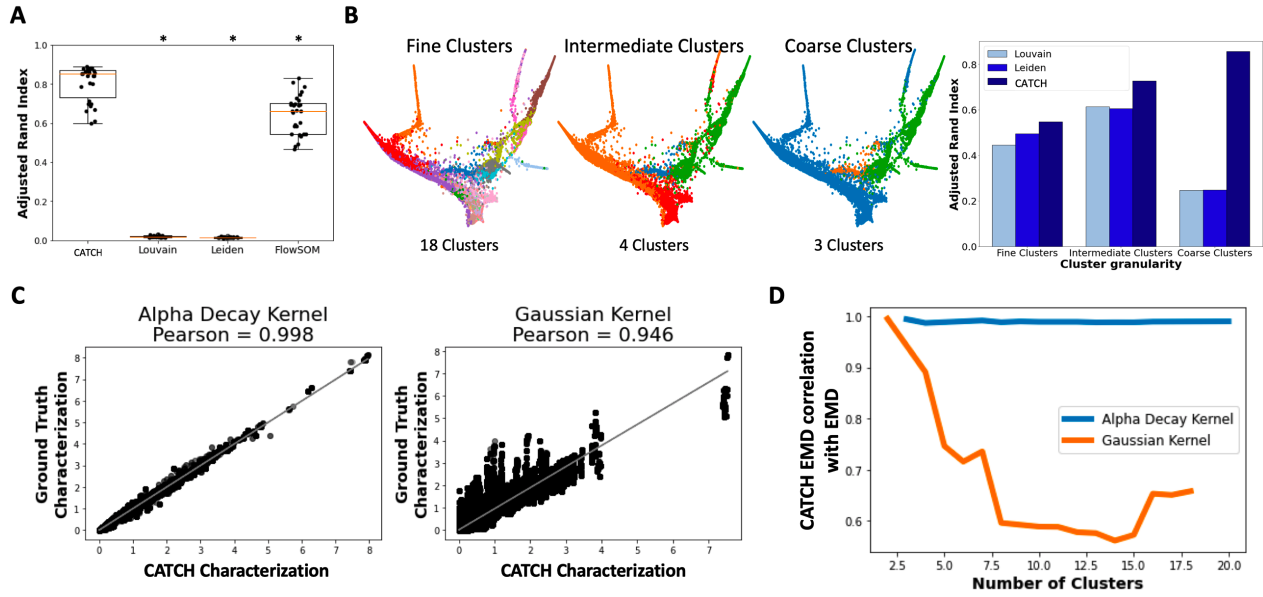 A
*
*
*
Adjusted Rand Index
1.0
0.8
0.6
0.4
0.2
0.0
CATCH
Louvain
Leiden
FlowSOM
B
Fine Clusters
Intermediate Clusters
Coarse Clusters
18 Clusters
4 Clusters
3 Clusters
Louvain
Leiden
CATCH
Adjusted Rand Index
0.8
0.6
0.4
0.2
0.0
Fine Clusters
Intermediate Clusters
Coarse Clusters
Cluster granularity
C
Alpha Decay Kernel
Pearson = 0.998
Ground Truth
Characterization
8
7
6
5
4
3
2
1
0
0
1
2
3
4
5
6
7
8
CATCH Characterization
Gaussian Kernel
Pearson = 0.946
Ground Truth
Characterization
8
7
6
5
4
3
2
1
0
0
1
2
3
4
5
6
7
CATCH Characterization
D
CATCH EMD correlation
with EMD
1.0
0.9
0.8
0.7
0.6
Alpha Decay Kernel
Gaussian Kernel
2.5
5.0
7.5
10.0
12.5
15.0
17.5
20.0
Number of Clusters